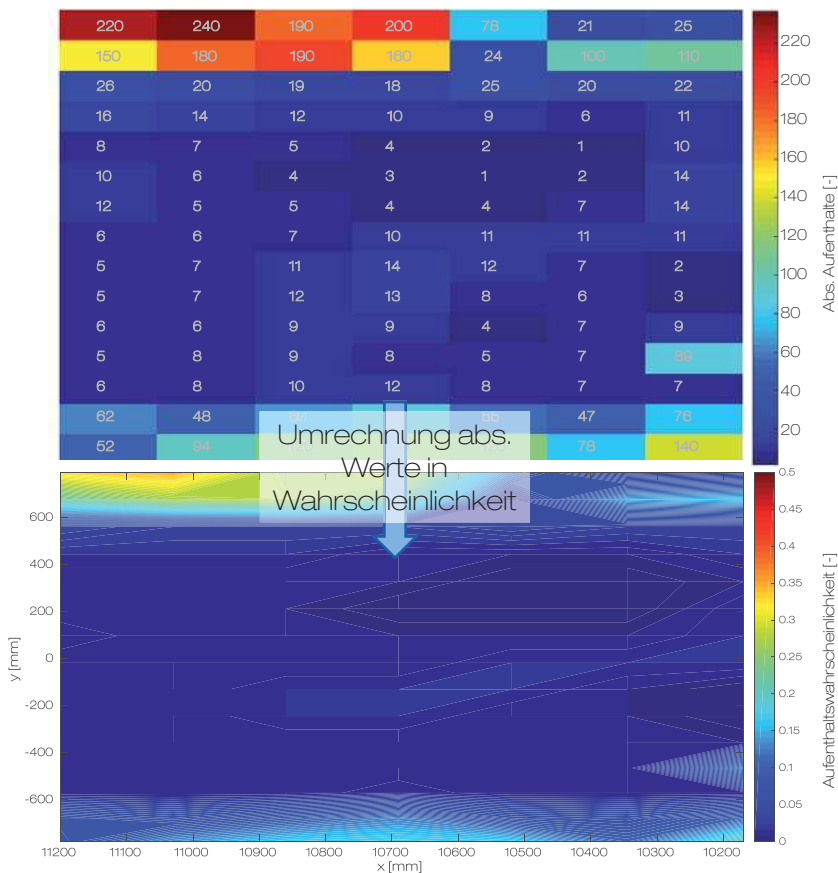 220 240 190 200 78 21 25
150 180 190 160 24 100 110
26 20 19 18 25 20 22
16 14 12 10 9 6 11
8 7 5 4 2 1 10
10 6 4 3 1 2 14
12 5 5 4 4 7 14
6 6 7 10 11 11 11
5 7 11 14 12 7 2
5 7 12 13 8 6 3
6 6 9 9 4 7 9
5 8 9 8 5 7 89
6 8 10 12 8 7 7
62 48 47 76
52 94 78 140
220
200
180
160
140
120
100
80
60
40
20
Abs. Aufenthalte [-]
Umrechnung abs.
Werte in
Wahrscheinlichkeit
600
400
200
0
-200
-400
-600
y [mm]
11200 11100 11000 10900 10800 10700 10600 10500 10400 10300 10200
x [mm]
0.5
0.45
0.4
0.35
0.3
0.25
0.2
0.15
0.1
0.05
0
Aufenthaltswahrscheinlichkeit [-]